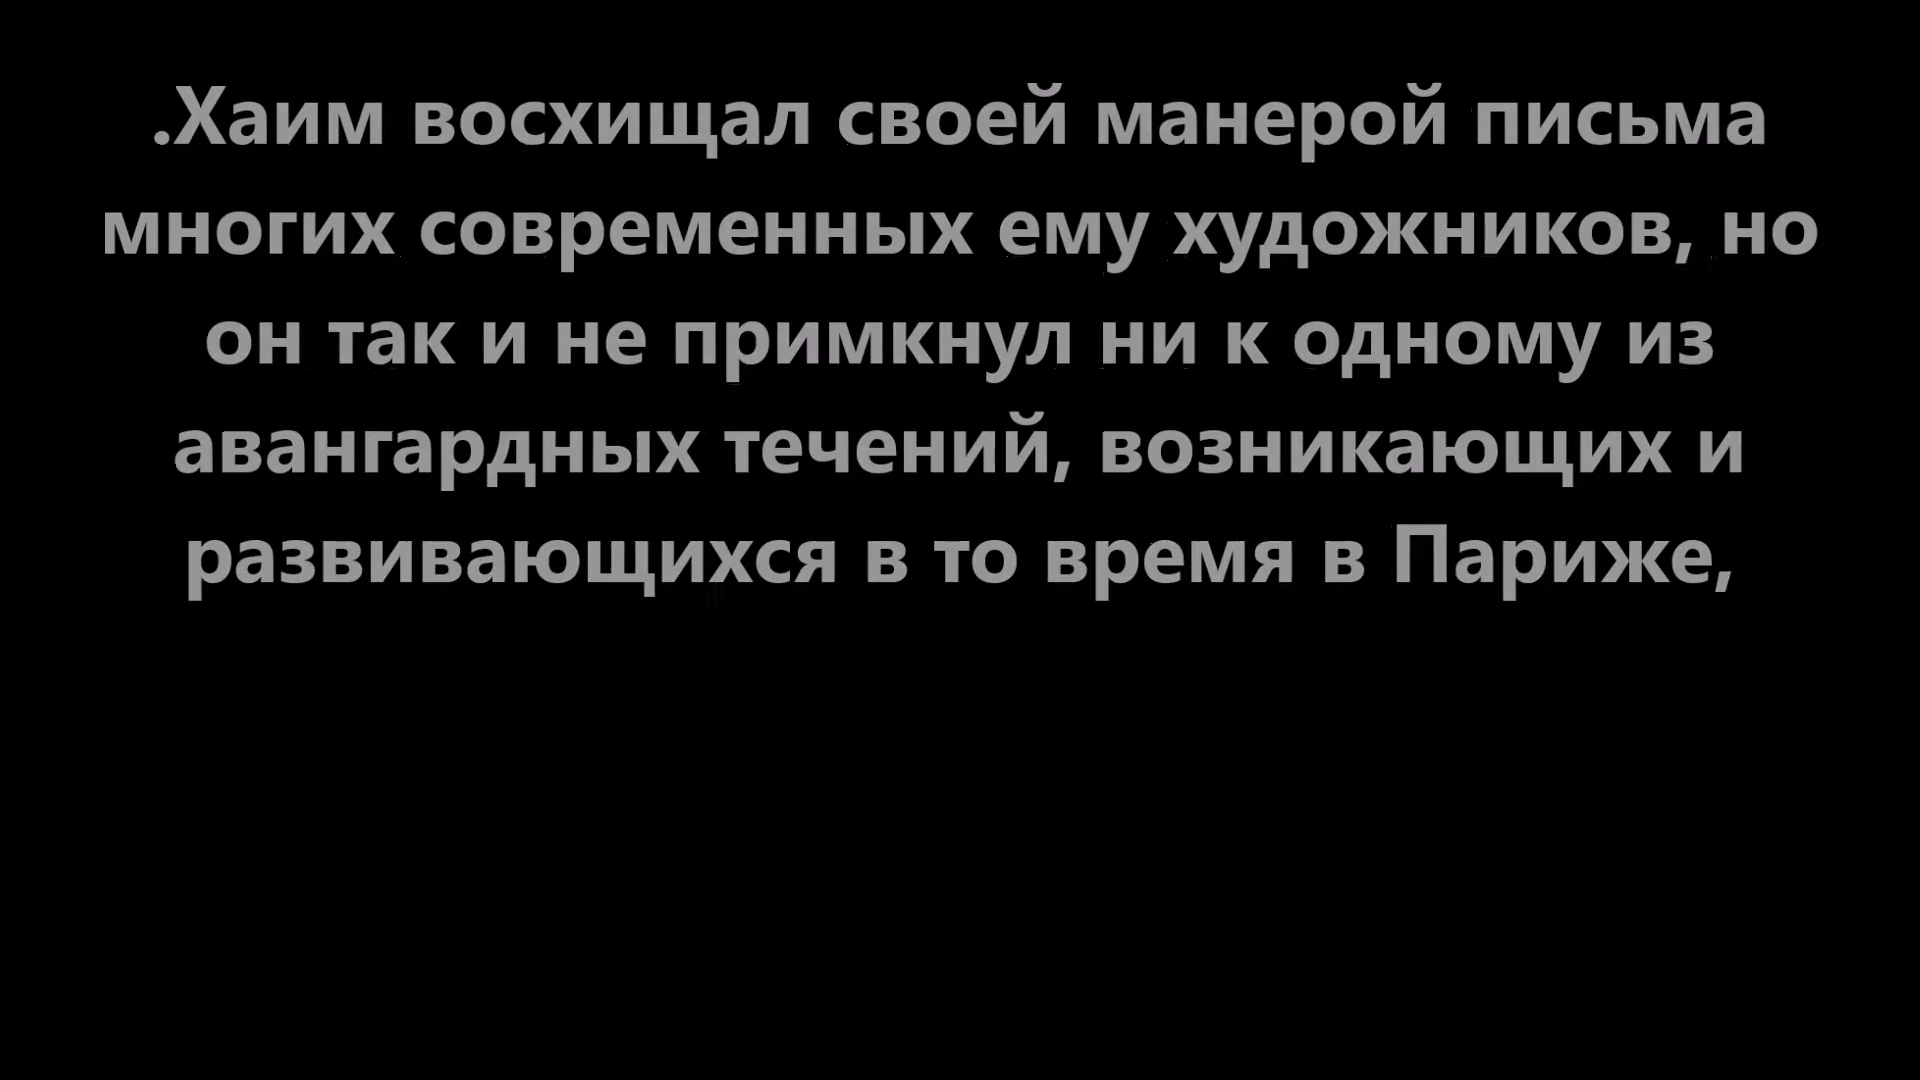 .Хаим восхищал своей манерой письма
многих современных ему художников, но
он так и не примкнул ни к одному из
авангардных течений, возникающих и
развивающихся в то время в Париже,